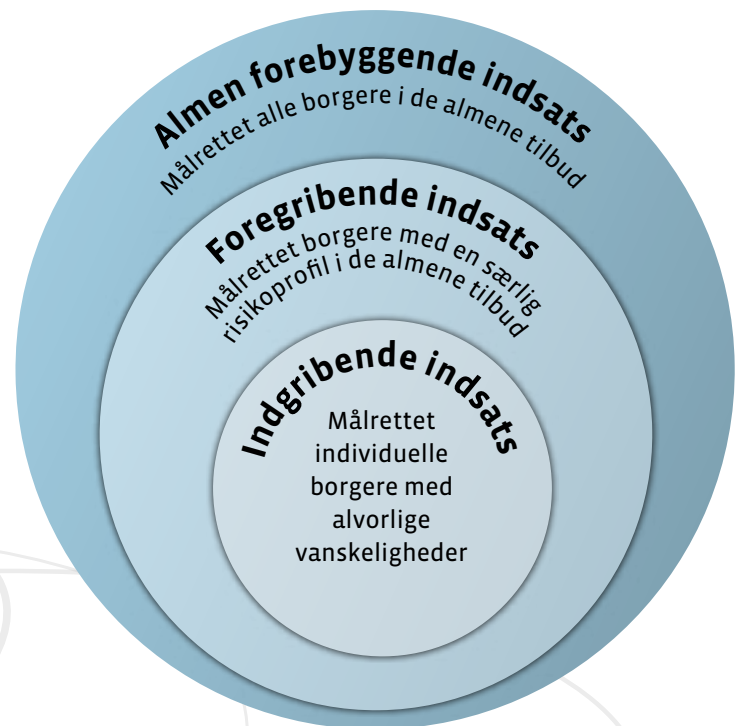 Almen forebyggende indsats
Målrettet alle borgere i de almene tilbud
Foregribende indsats
Målrettet borgere med en særlig
risikoprofil i de almene tilbud
Indgribende indsats
Målrettet
individuelle
borgere med
alvorlige
vanskeligheder